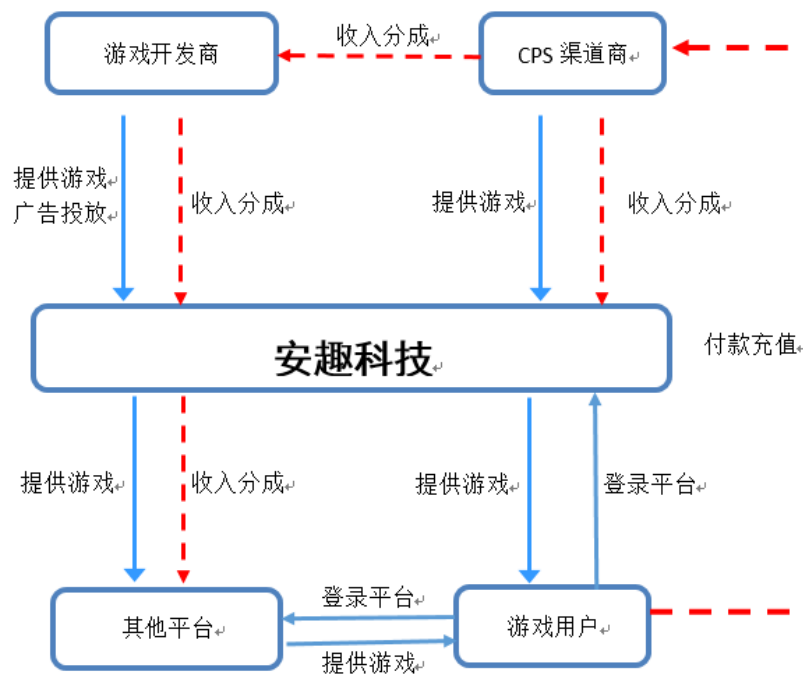 游戏开发商
收入分成
CPS 渠道商
提供游戏
广告投放
收入分成
提供游戏
收入分成
安趣科技
付款充值
提供游戏
收入分成
提供游戏
登录平台
其他平台
登录平台
提供游戏
游戏用户